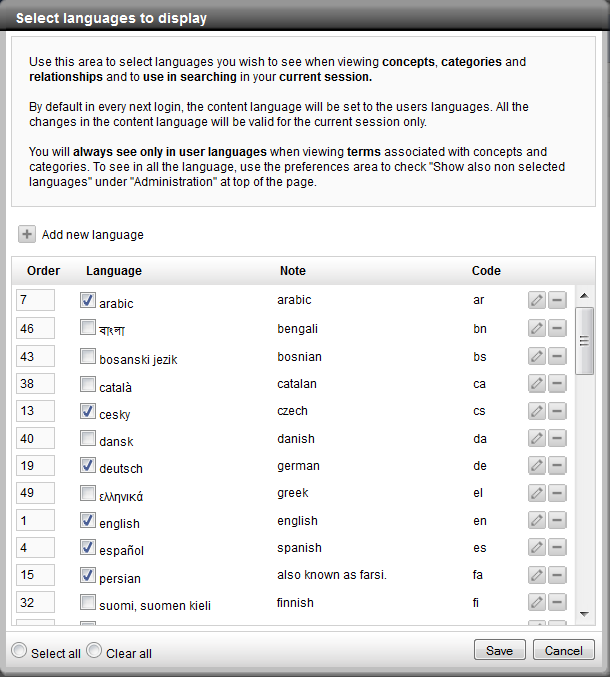 Select languages to display
Use this area to select languages you wish to see when viewing concepts, categories and
relationships and to use in searching in your current session.
By default in every next login, the content language will be set to the users languages. All the
changes in the content language will be valid for the current session only.
You will always see only in user languages when viewing terms associated with concepts and
categories. To see in all the language, use the preferences area to check "Show also non selected
languages" under "Administration" at top of the page.
Add new language
Order Language Note Code
7 arabic arabic ar
46 বাংলা bengali bn
43 bosanski jezik bosnian bs
38 català catalan ca
13 cesky czech cs
40 dansk danish da
19 deutsch german de
49 ελληνικά greek el
1 english english en
4 español spanish es
15 persian also known as farsi. fa
32 suomi, suomen kieli finnish fi
Select all Clear all Save Cancel